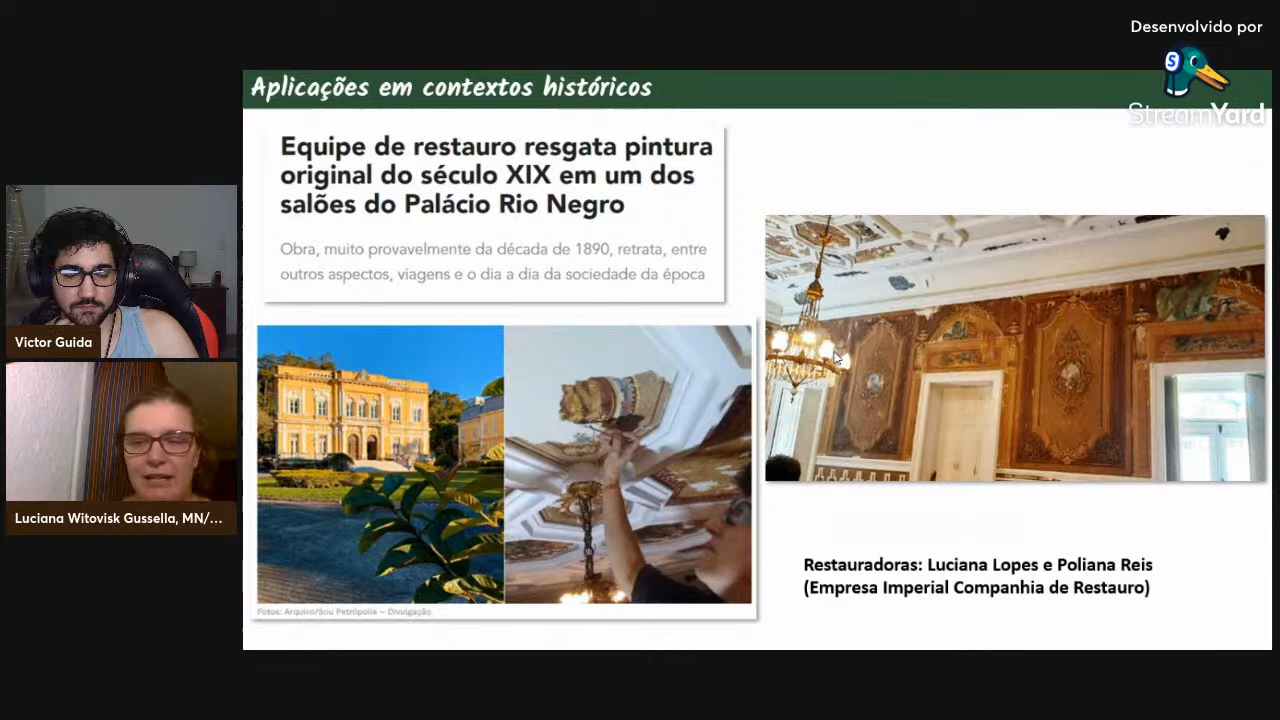 Desenvolvido por
StreamYard
Aplicações em contextos históricos
Equipe de restauro resgata pintura
original do século XIX em um dos
salões do Palácio Rio Negro
Obra, muito provavelmente da década de 1890, retrata, entre
outros aspectos, viagens e o dia a dia da sociedade da época
Victor Guida
Luciana Witovisk Gussella, MN/...
Fotos: Arquivo/Sou Petrópolis – Divulgação
Restauradoras: Luciana Lopes e Poliana Reis
(Empresa Imperial Companhia de Restauro)